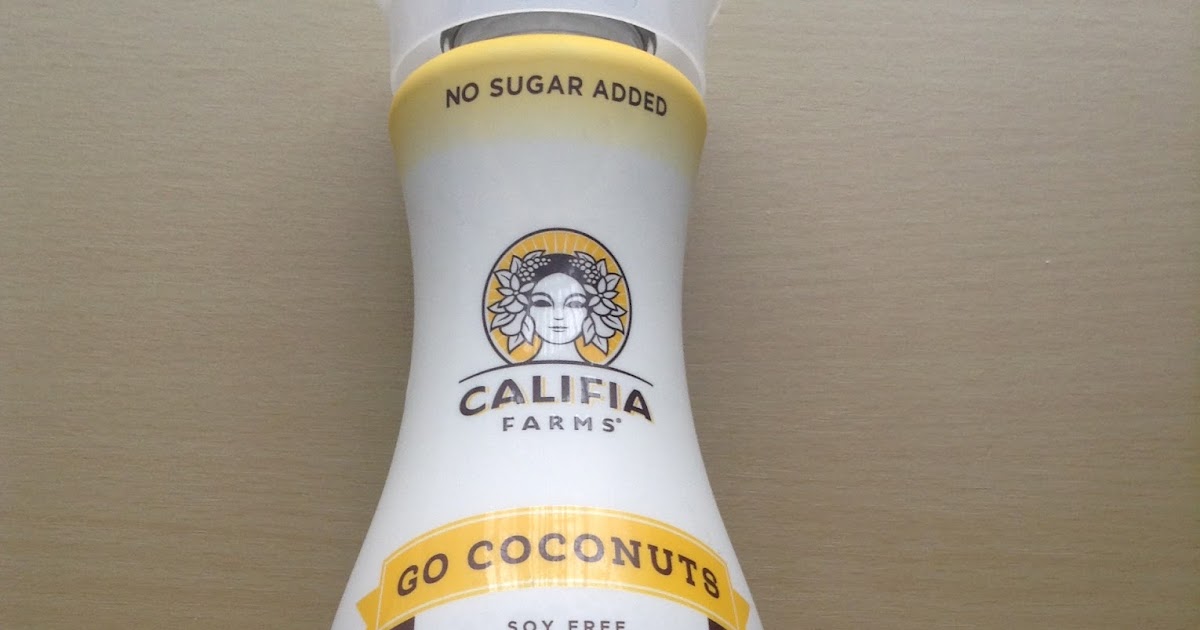 NO SUGAR ADDED
CALIFIA
FARMS®
GO COCONUTS
SOY FREE